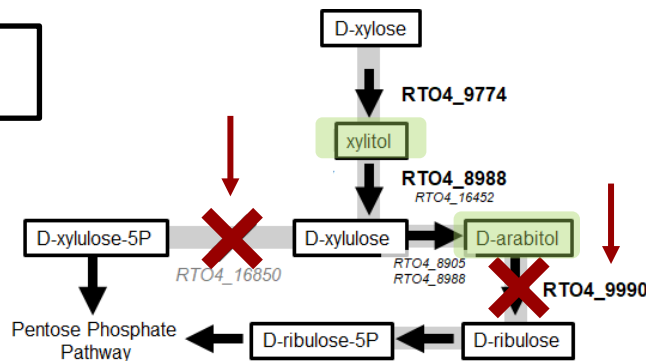 D-xylose
RTO4_9774
xylitol
RTO4_8988
RTO4_16452
D-xylulose-5P
D-xylulose
D-arabitol
RTO4_16850
RTO4_8905
RTO4_8988
RTO4_9990
Pentose Phosphate
Pathway
D-ribulose-5P
D-ribulose